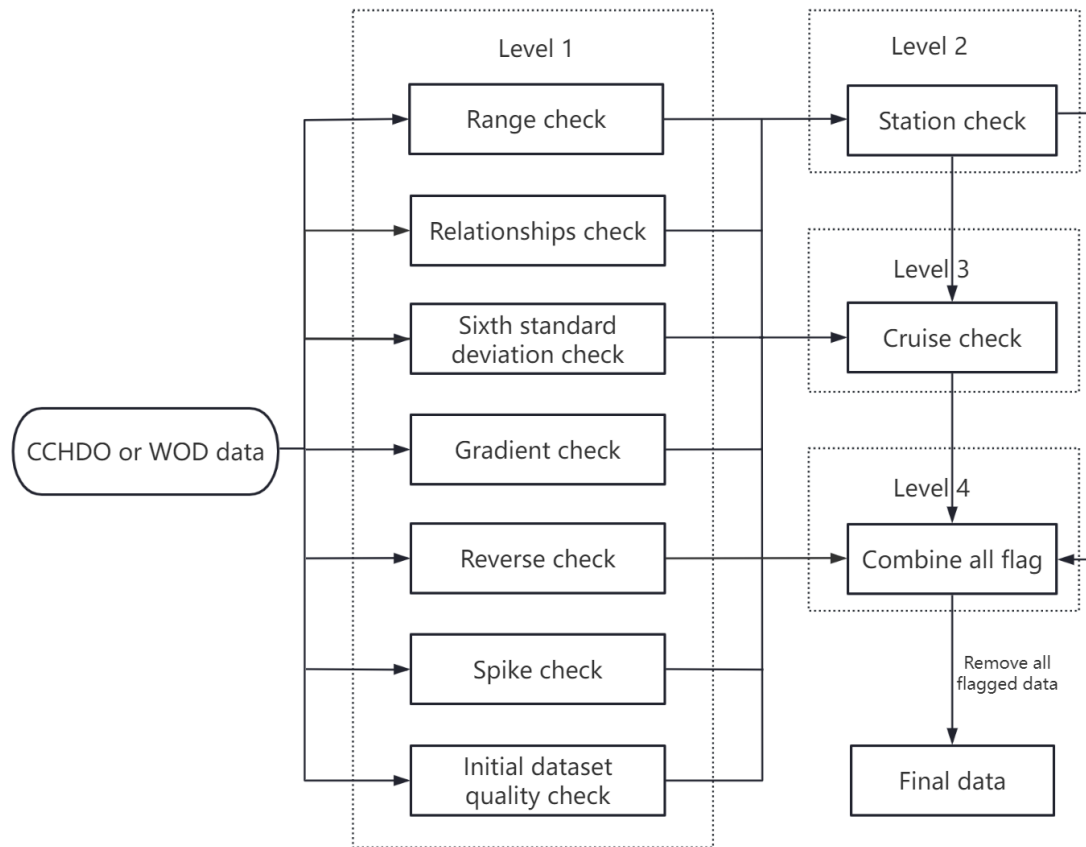 CCHDO or WOD data
Level 1
Range check
Relationships check
Sixth standard
deviation check
Gradient check
Reverse check
Spike check
Initial dataset
quality check
Level 2
Station check
Level 3
Cruise check
Level 4
Combine all flag
Remove all
flagged data
Final data